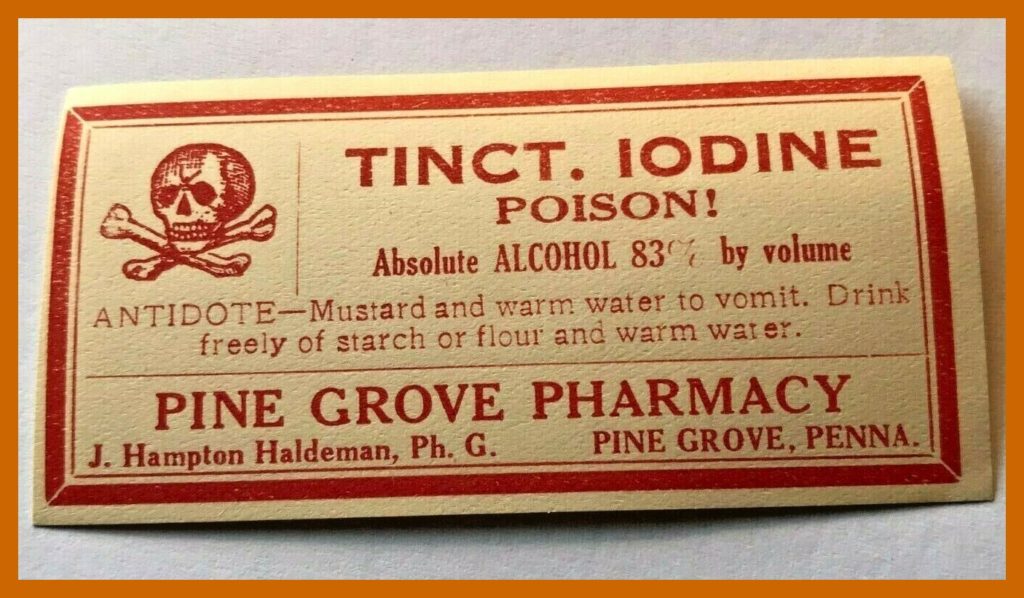 TINCT. IODINE
POISON!
Absolute ALCOHOL 83% by volume
ANTIDOTE—Mustard and warm water to vomit. Drink
freely of starch or flour and warm water.
PINE GROVE PHARMACY
J. Hampton Haldeman, Ph. G. PINE GROVE, PENNA.